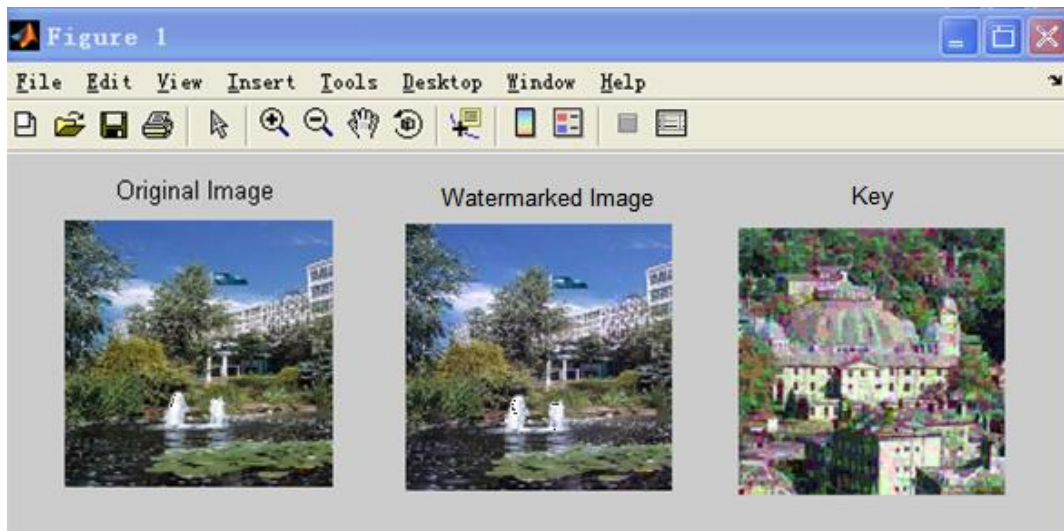 Figure 1
File Edit View Insert Tools Desktop Window Help
Original Image
Watermarked Image
Key